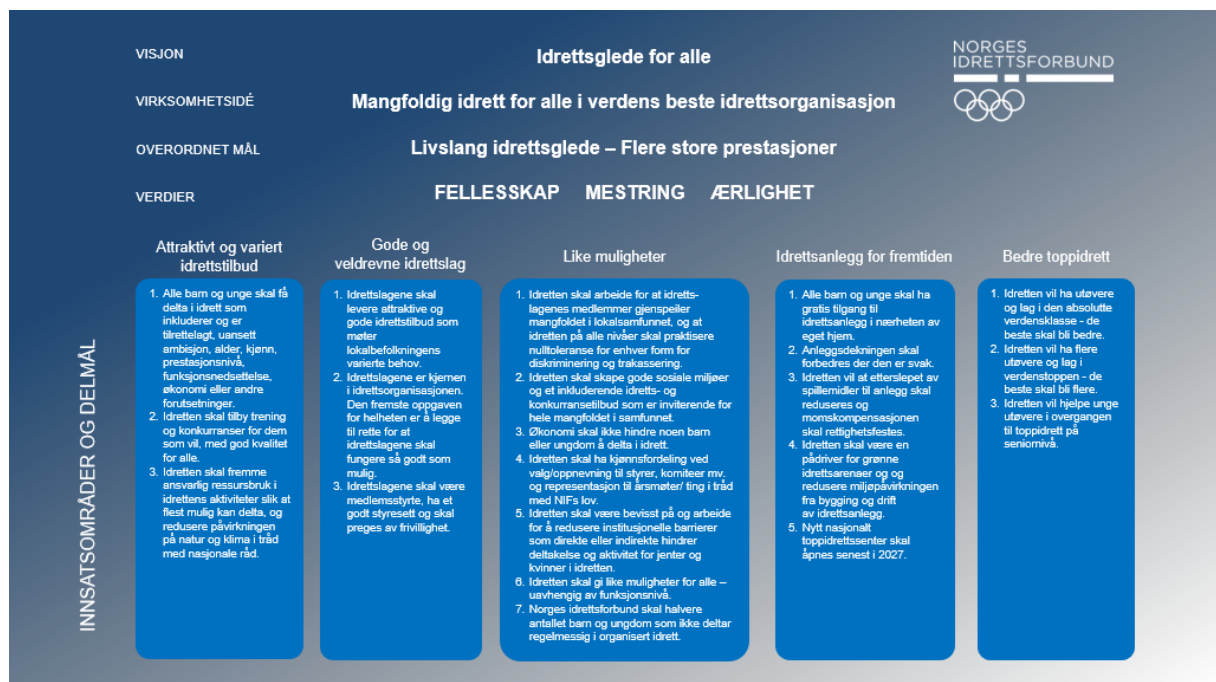 VISJON
Idrettsglede for alle
NORGES
IDRETTSFORBUND
VIRKSOMHETSIDÉ
Mangfoldig idrett for alle i verdens beste idrettsorganisasjon
OVERORDNET MÅL
Livslang idrettsglede – Flere store prestasjoner
VERDIER
FELLESSKAP MESTRING ÆRLIGHET
INNSATSOMRÅDER OG DELMÅL
Attraktivt og variert
idrettstilbud
1. Alle barn og unge skal få
delta i idrett som
inkluderer og er
tilrettelagt, uansett
ambisjon, alder, kjønn,
prestasjonsnivå,
funksjonsnedsettelse,
økonomi eller andre
forutsetninger.
2. Idretten skal tilby trening
og konkurranser for dem
som vil, med god kvalitet
for alle.
3. Idretten skal fremme
ansvarlig ressursbruk i
idrettens aktiviteter slik at
flest mulig kan delta, og
redusere påvirkningen
på natur og klima i tråd
med nasjonale råd.
Gode og
veldrevne idrettslag
1. Idrettslagene skal
levere attraktive og
gode idrettstilbud som
møter
lokalbefolkningens
varierte behov.
2. Idrettslagene er kjernen
i idrettsorganisasjonen.
Den fremste oppgaven
for helheten er å legge
til rette for at
idrettslagene skal
fungere så godt som
mulig.
3. Idrettslagene skal være
medlemsstyrte, ha et
godt styresett og skal
preges av frivillighet.
Like muligheter
1. Idretten skal arbeide for at idretts-
lagenes medlemmer gjenspeiler
mangfoldet i lokalsamfunnet, og at
idretten på alle nivåer skal praktisere
nulltoleranse for enhver form for
diskriminering og trakassering.
2. Idretten skal skape gode sosiale miljøer
og et inkluderende idretts- og
konkurransetilbud som er inviterende for
hele mangfoldet i samfunnet.
3. Økonomi skal ikke hindre noen barn
eller ungdom å delta i idrett.
4. Idretten skal ha kjønnsfordeling ved
valg/oppnevning til styrer, komiteer mv.
og representasjon til årsmøter/ ting i tråd
med NIFs lov.
5. Idretten skal være bevisst på og arbeide
for å redusere institusjonelle barrierer
som direkte eller indirekte hindrer
deltakelse og aktivitet for jenter og
kvinner i idretten.
6. Idretten skal gi like muligheter for alle –
uavhengig av funksjonsnivå.
7. Norges idrettsforbund skal halvere
antallet barn og ungdom som ikke deltar
regelmessig i organisert idrett.
Idrettsanlegg for fremtiden
1. Alle barn og unge skal ha
gratis tilgang til
idrettsanlegg i nærheten av
eget hjem.
2. Anleggsdekningen skal
forbedres der den er svak.
3. Idretten vil at etterslepet av
spillemidler til anlegg skal
reduseres og
momskompensasjonen
skal rettighetsfestes.
4. Idretten skal være en
pådriver for grønne
idrettsarenaer og og
redusere miljøpåvirkningen
fra bygging og drift
av idrettsanlegg.
5. Nytt nasjonalt
toppidrettssenter skal
åpnes senest i 2027.
Bedre toppidrett
1. Idretten vil ha utøvere
og lag i den absolutte
verdensklasse - de
beste skal bli bedre.
2. Idretten vil ha flere
utøvere og lag i
verdenstoppen - de
beste skal bli flere.
3. Idretten vil hjelpe unge
utøvere i overgangen
til toppidrett på
seniornivå.